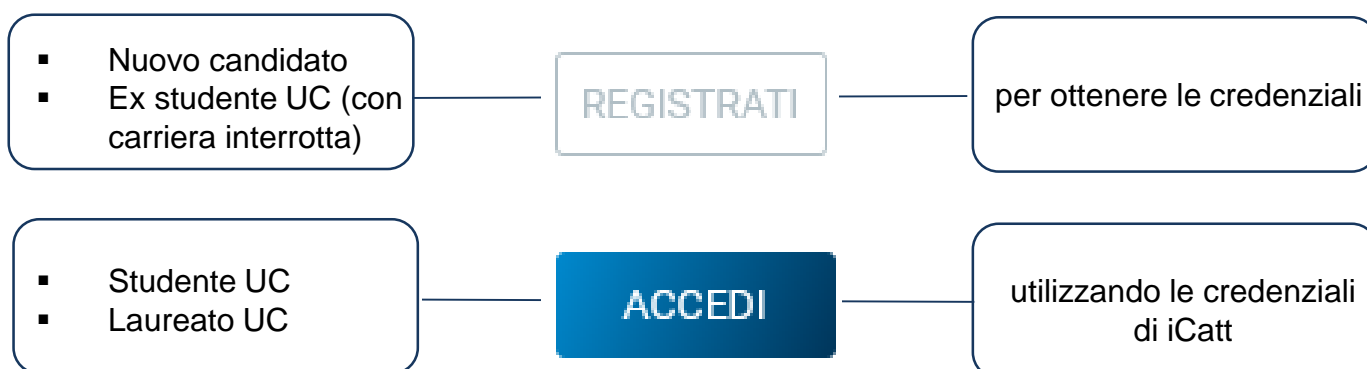 ▪ Nuovo candidato
▪ Ex studente UC (con
carriera interrotta)
REGISTRATI
per ottenere le credenziali
▪ Studente UC
▪ Laureato UC
ACCEDI
utilizzando le credenziali
di iCatt